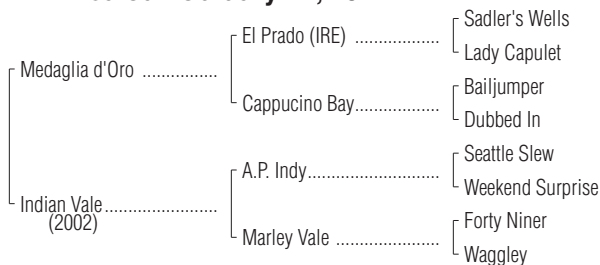 Sadler's Wells
El Prado (IRE) ...................
Lady Capulet
Medaglia d'Oro ................
Bailjumper
Cappucino Bay...................
Dubbed In
Seattle Slew
A.P. Indy..............................
Weekend Surprise
Indian Vale........................
(2002)
Forty Niner
Marley Vale .......................
Waggley